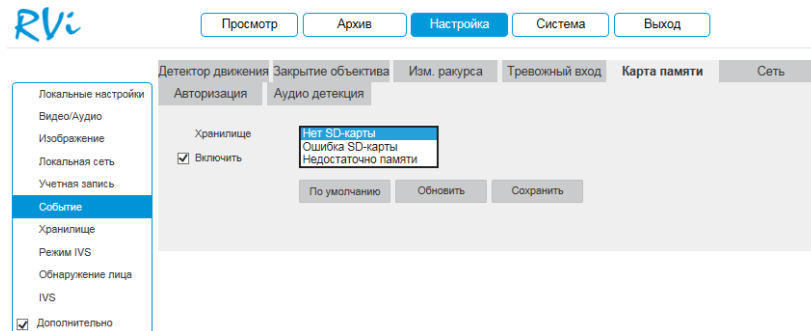 RVi
Просмотр Архив Настройка Система Выход
Детектор движения Закрытие объектива Изм. ракурса Тревожный вход Карта памяти Сеть
Авторизация Аудио детекция
Локальные настройки
Видео/Аудио
Изображение
Локальная сеть
Учетная запись
Событие
Хранилище
Режим IVS
Обнаружение лица
IVS
Дополнительно
Хранилище Нет SD-карты
Ошибка SD-карты
Включить Недостаточно памяти
По умолчанию Обновить Сохранить